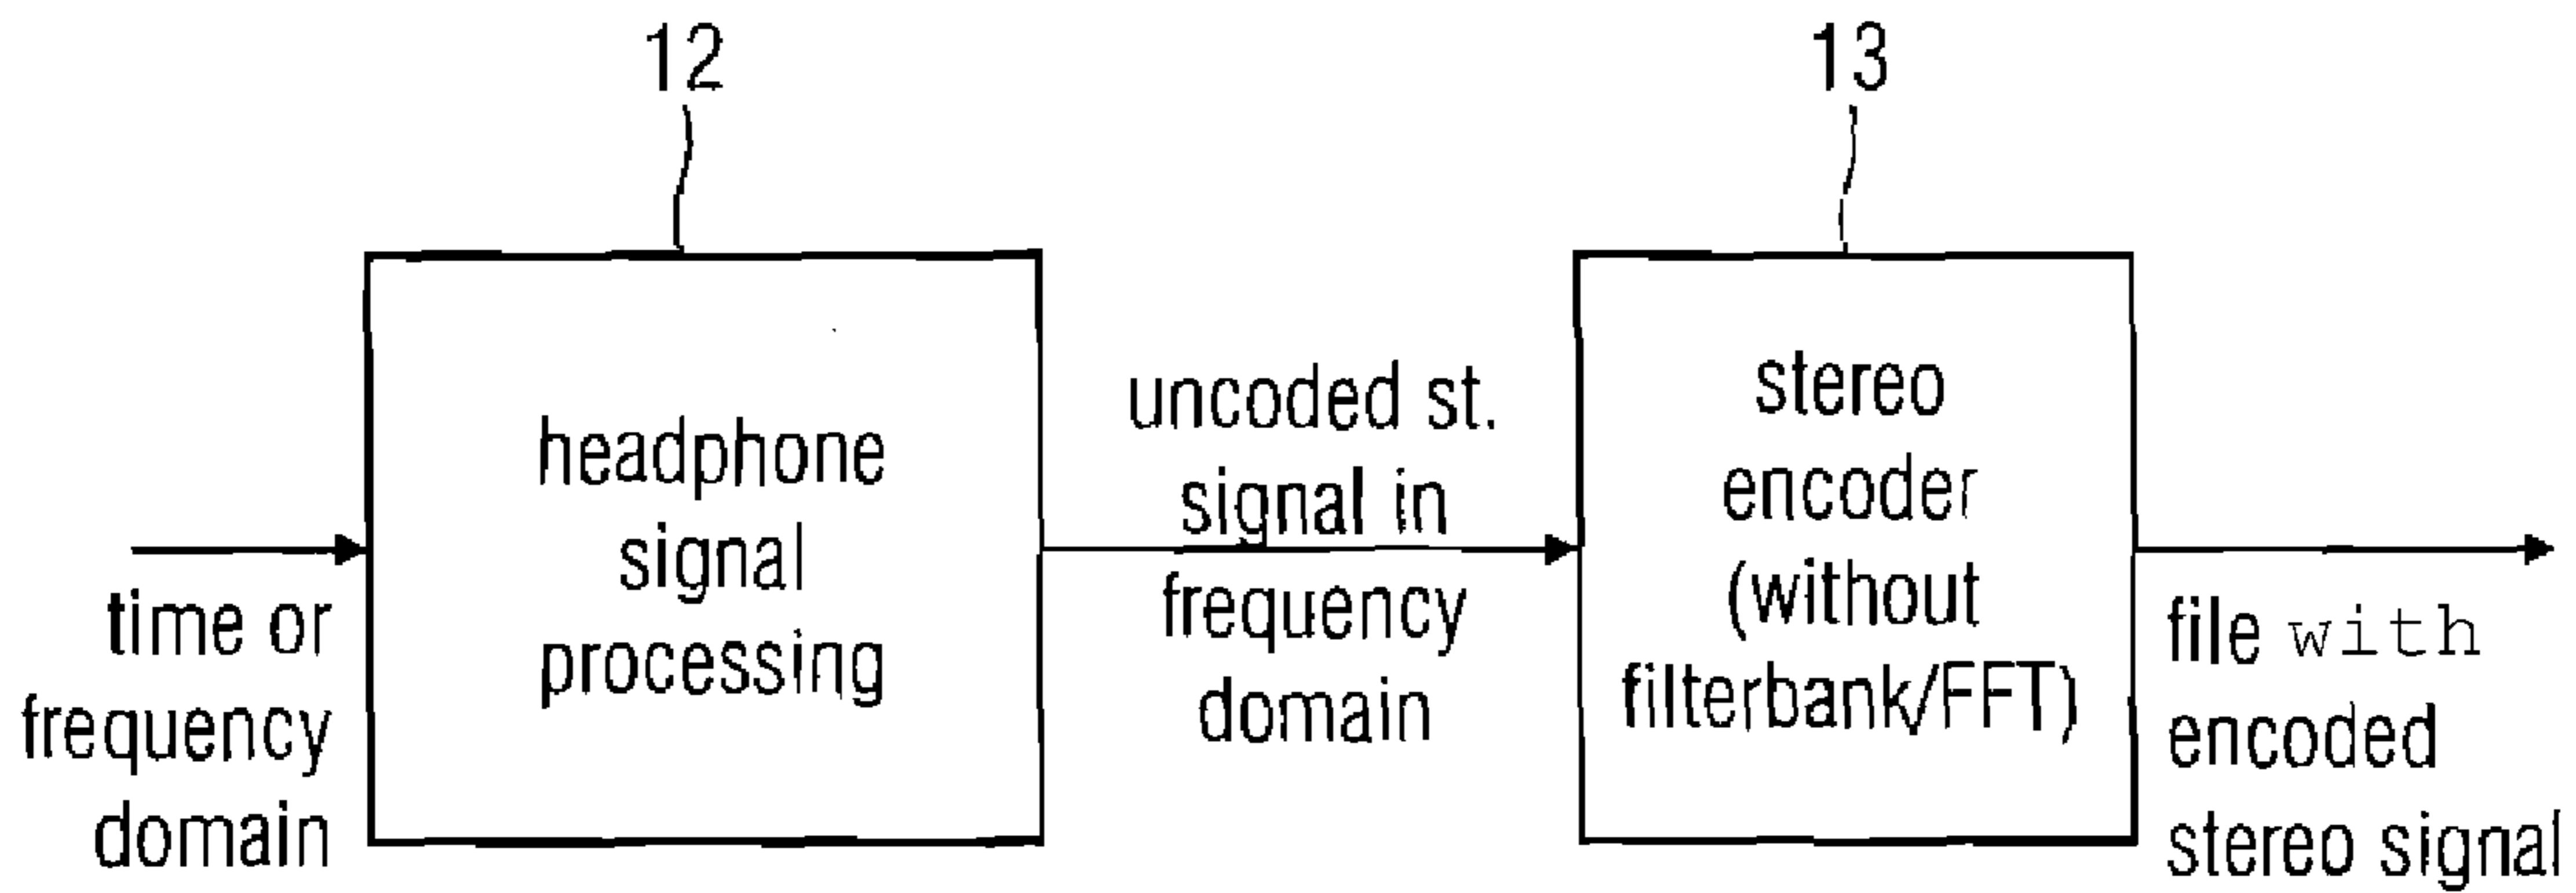 12
13
time or
frequency
domain
headphone
signal
processing
uncoded st.
signal in
frequency
domain
stereo
encoder
(without
filterbank/FFT)
file with
encoded
stereo signal